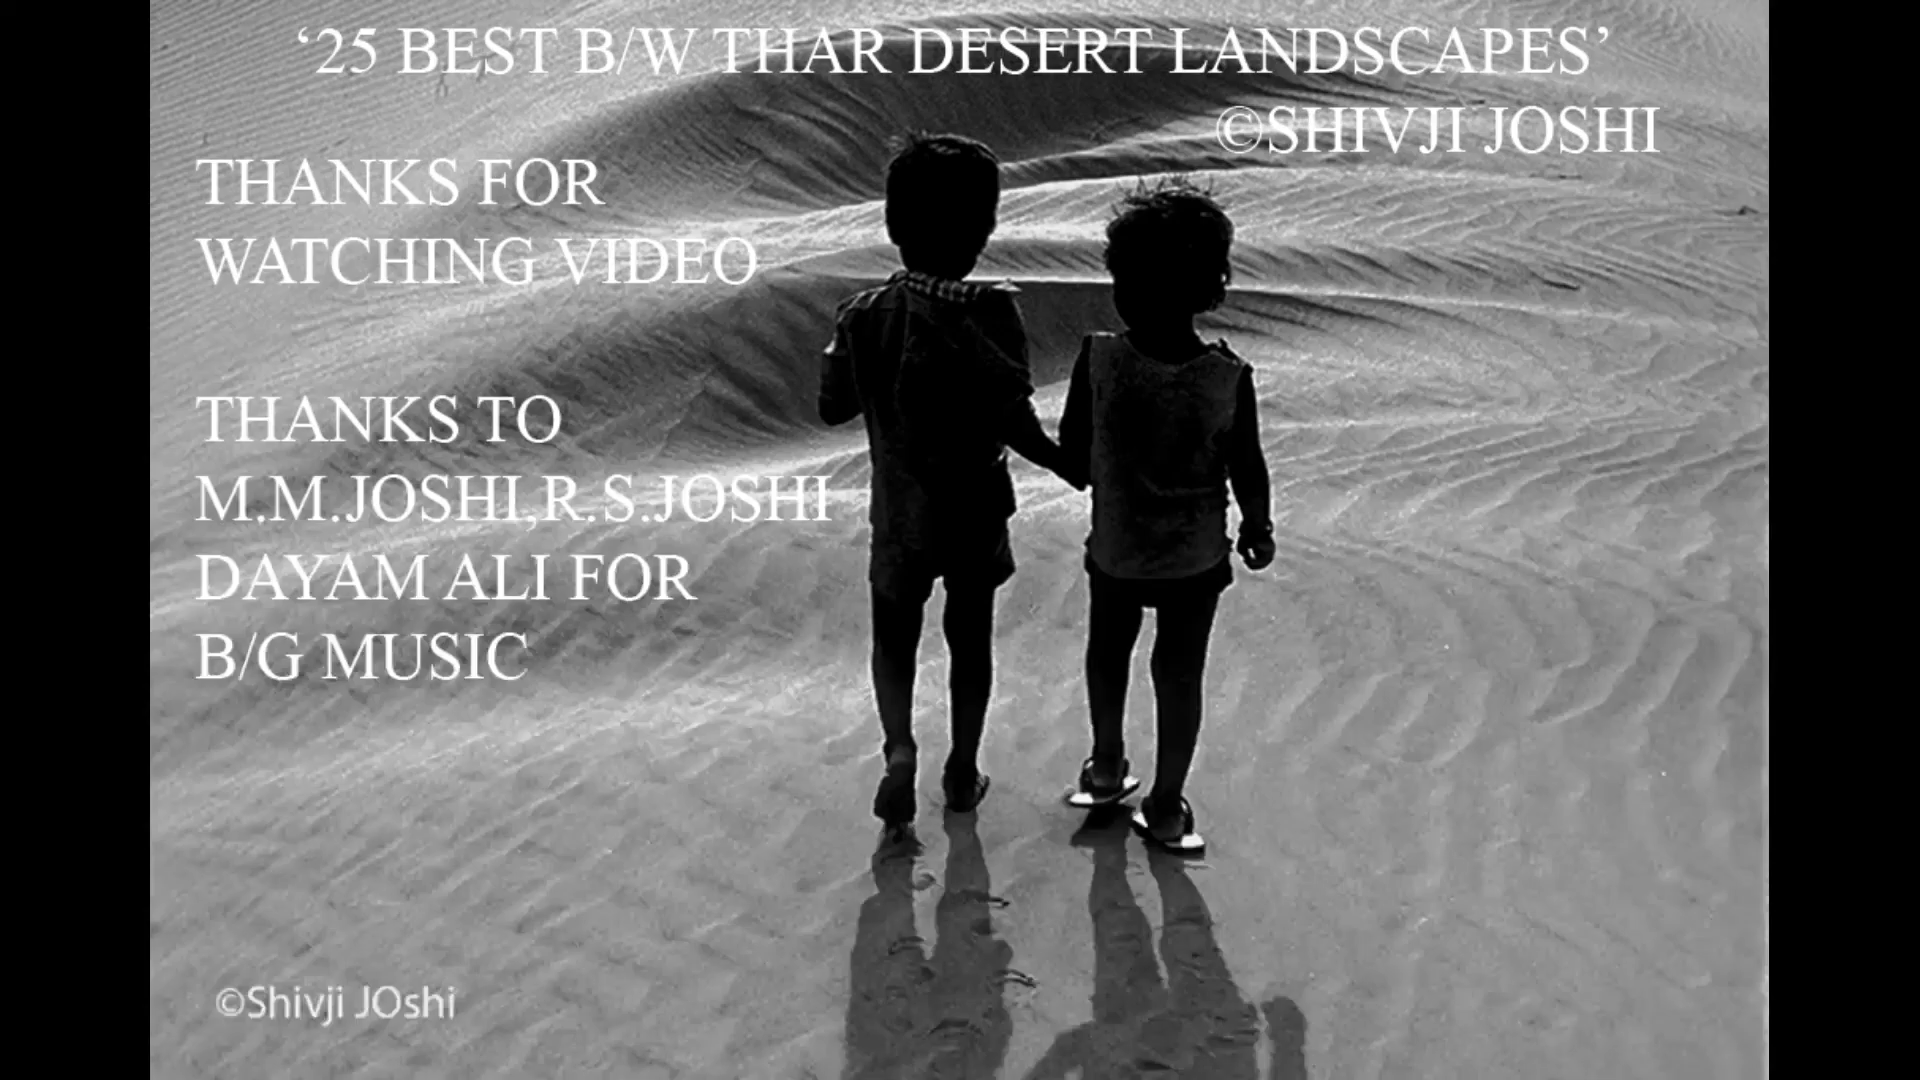 ‘25 BEST B/W THAR DESERT LANDSCAPES’
©SHIVJI JOSHI
THANKS FOR
WATCHING VIDEO
THANKS TO
M.M.JOSHI,R.S.JOSHI
DAYAM ALI FOR
B/G MUSIC
©Shivji JOshi